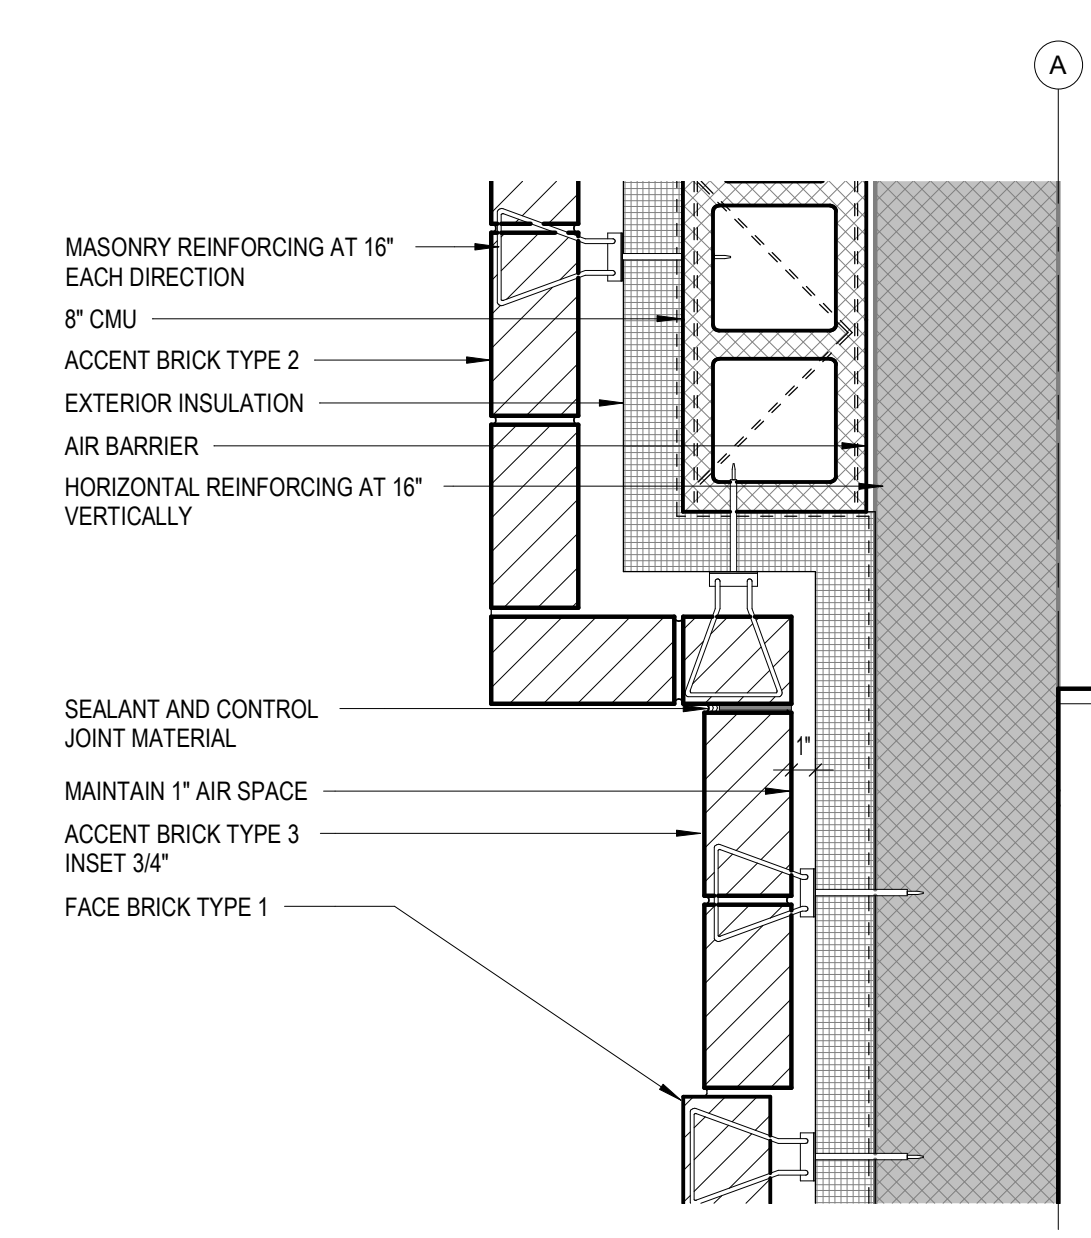 A
MASONRY REINFORCING AT 16"
EACH DIRECTION
8" CMU
ACCENT BRICK TYPE 2
EXTERIOR INSULATION
AIR BARRIER
HORIZONTAL REINFORCING AT 16"
VERTICALLY
SEALANT AND CONTROL
JOINT MATERIAL
1"
MAINTAIN 1" AIR SPACE
ACCENT BRICK TYPE 3
INSET 3/4"
FACE BRICK TYPE 1